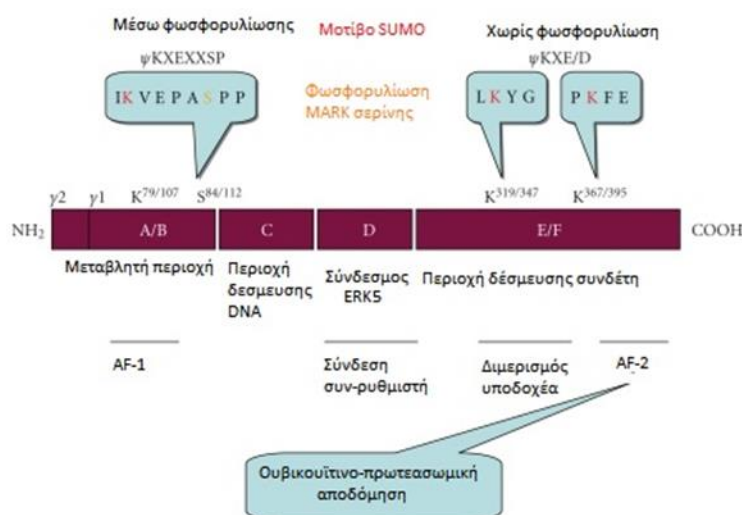 Μέσω φωσφορυλίωσης
Μοτίβο SUMO
Χωρίς φωσφορυλίωση
ψKXEXXSP
ψKXE/D
IKVEPASPP
Φωσφορυλίωση
MARK σερίνης
LKYG
PKFE
γ2
γ1
K79/107
S84/112
K319/347
K367/395
NH2
A/B
C
D
E/F
COOH
Μεταβλητή περιοχή
Περιοχή
δεσμευσης
DNA
Σύνδεσμος
ERK5
Περιοχή δέσμευσης συνδέτη
AF-1
Σύνδεση
συν-ρυθμιστή
Διμερισμός
υποδοχέα
AF-2
Ουβικουϊτινο-πρωτεασωμική
αποδόμηση